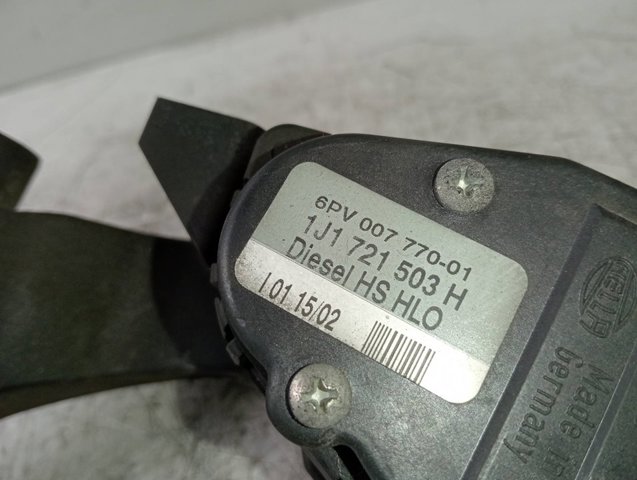 6PV 007 770-01
1J1 721 503 H
Diesel HS HLO
I 01 15/02
HELLA
Made in
Germany